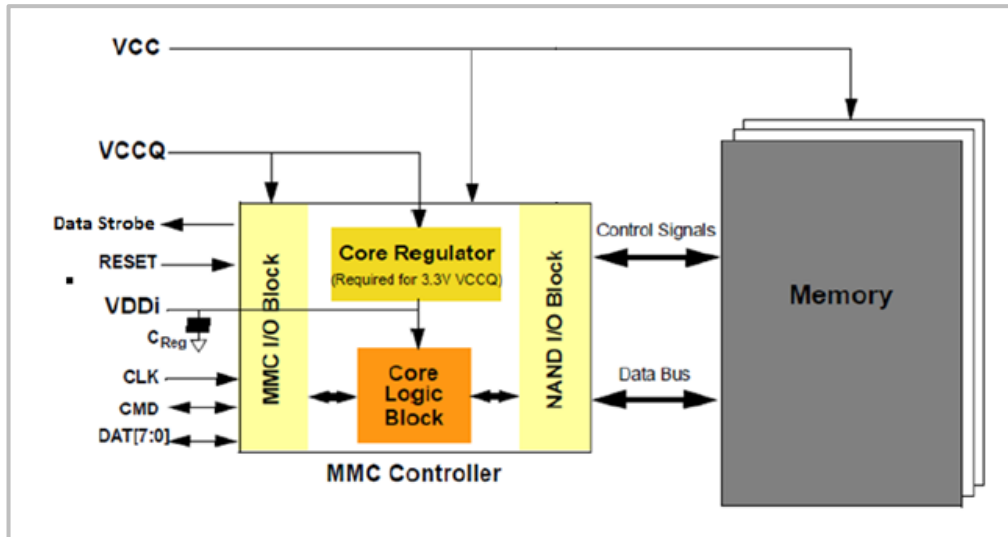 VCC
VCCQ
Data Strobe
RESET
VDDi
CReg
CLK
CMD
DAT[7:0]
MMC I/O Block
Core Regulator
(Required for 3.3V VCCQ)
Core
Logic
Block
NAND I/O Block
MMC Controller
Control Signals
Data Bus
Memory